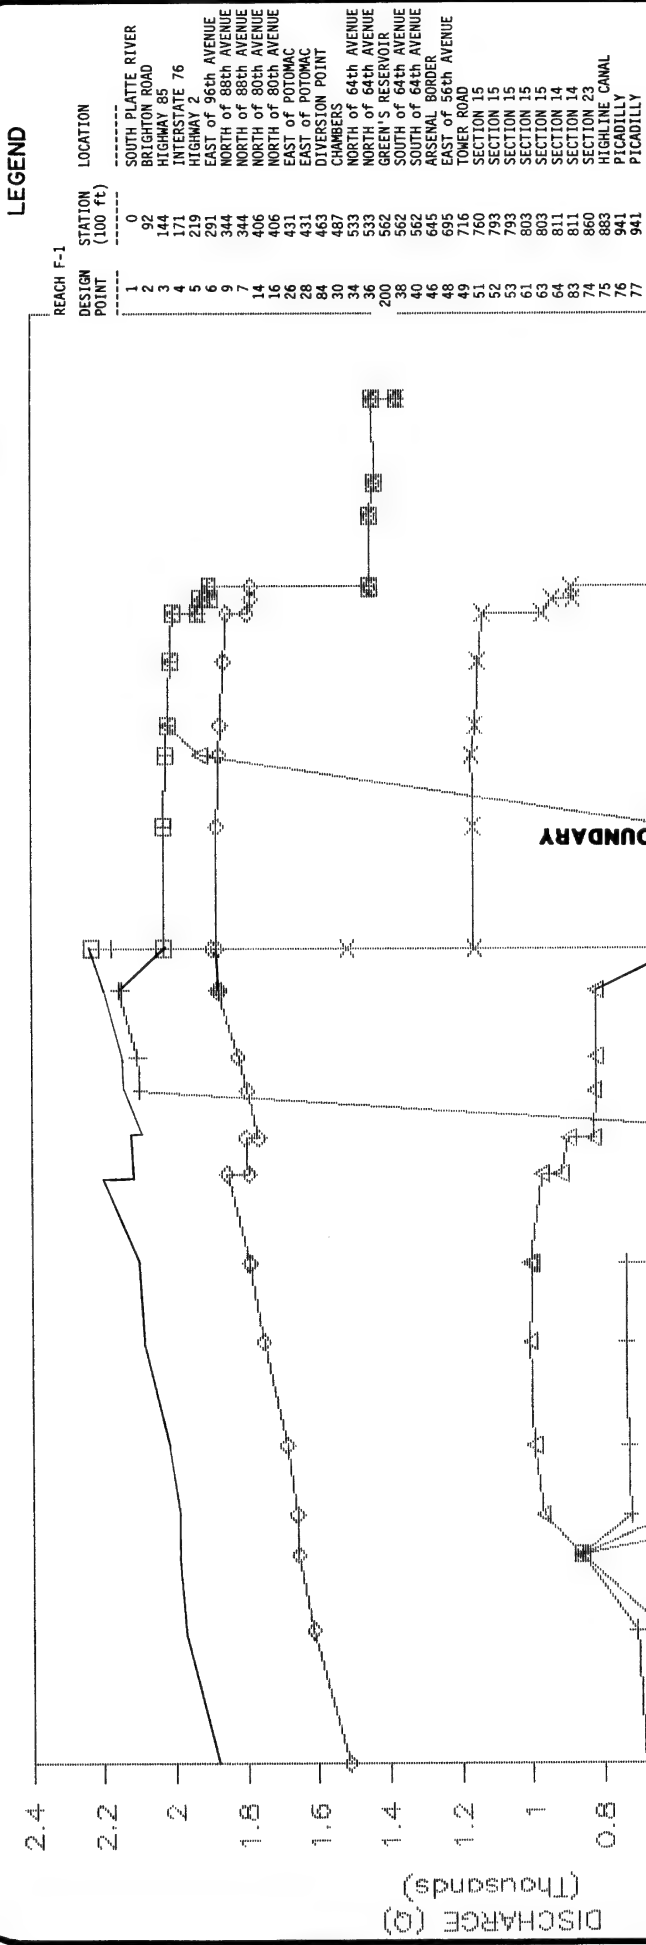 LEGEND
REACH F-1
DESIGN STATION LOCATION
POINT (100 ft)
------ ------- --------
1 0 SOUTH PLATTE RIVER
2 92 BRIGHTON ROAD
3 144 HIGHWAY 85
4 171 INTERSTATE 76
5 219 HIGHWAY 2
6 291 EAST of 96th AVENUE
9 344 NORTH of 88th AVENUE
7 344 NORTH of 88th AVENUE
14 406 NORTH of 80th AVENUE
16 406 NORTH of 80th AVENUE
26 431 EAST of POTOMAC
28 431 EAST of POTOMAC
84 463 DIVERSION POINT
30 487 CHAMBERS
34 533 NORTH of 64th AVENUE
36 533 NORTH of 64th AVENUE
200 562 GREEN'S RESERVOIR
38 562 SOUTH of 64th AVENUE
40 562 SOUTH of 64th AVENUE
46 645 ARSENAL BORDER
48 695 EAST of 56th AVENUE
49 716 TOWER ROAD
51 760 SECTION 15
52 793 SECTION 15
53 793 SECTION 15
61 803 SECTION 15
63 803 SECTION 15
64 811 SECTION 14
83 811 SECTION 14
74 860 SECTION 23
75 883 HIGHLINE CANAL
76 941 PICADILLY
77 941 PICADILLY
OUNDARY
2.4
2.2
2
1.8
1.6
1.4
1.2
1
0.8
DISCHARGE (Q)
(Thousands)